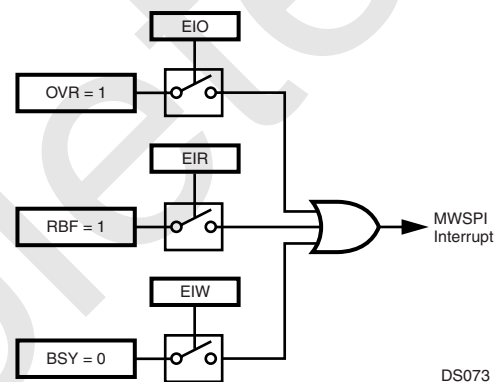 EIO
OVR = 1
EIR
RBF = 1
MWSPI
Interrupt
EIW
BSY = 0
DS073